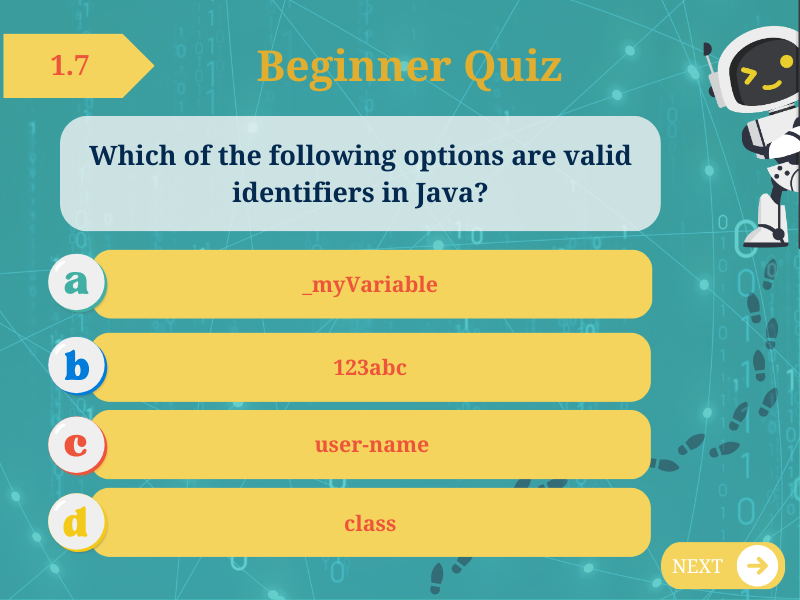 1.7
Beginner Quiz
Which of the following options are valid
identifiers in Java?
a
_myVariable
b
123abc
c
user-name
d
class
NEXT